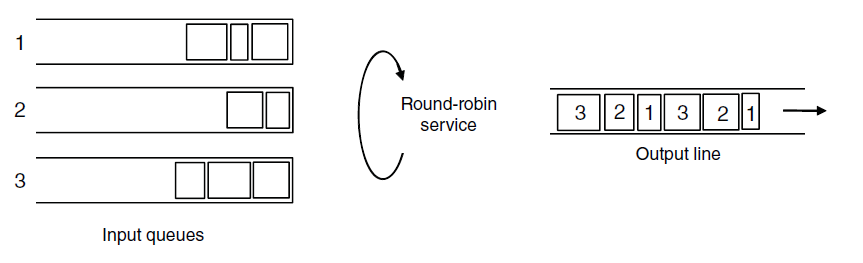 1
2
3
Input queues
Round-robin
service
3 2 1 3 2 1
Output line